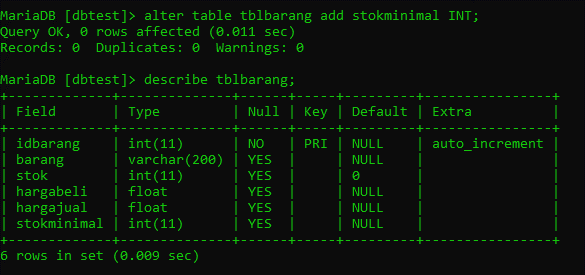 MariaDB [dbtest]> alter table tblbarang add stokminimal INT;
Query OK, 0 rows affected (0.011 sec)
Records: 0  Duplicates: 0  Warnings: 0

MariaDB [dbtest]> describe tblbarang;
+-------------+--------------+------+-----+---------+----------------+
| Field       | Type         | Null | Key | Default | Extra          |
+-------------+--------------+------+-----+---------+----------------+
| idbarang    | int(11)      | NO   | PRI | NULL    | auto_increment |
| barang      | varchar(200) | YES  |     | NULL    |                |
| stok        | int(11)      | YES  |     | 0       |                |
| hargabeli   | float        | YES  |     | NULL    |                |
| hargajual   | float        | YES  |     | NULL    |                |
| stokminimal | int(11)      | YES  |     | NULL    |                |
+-------------+--------------+------+-----+---------+----------------+
6 rows in set (0.009 sec)